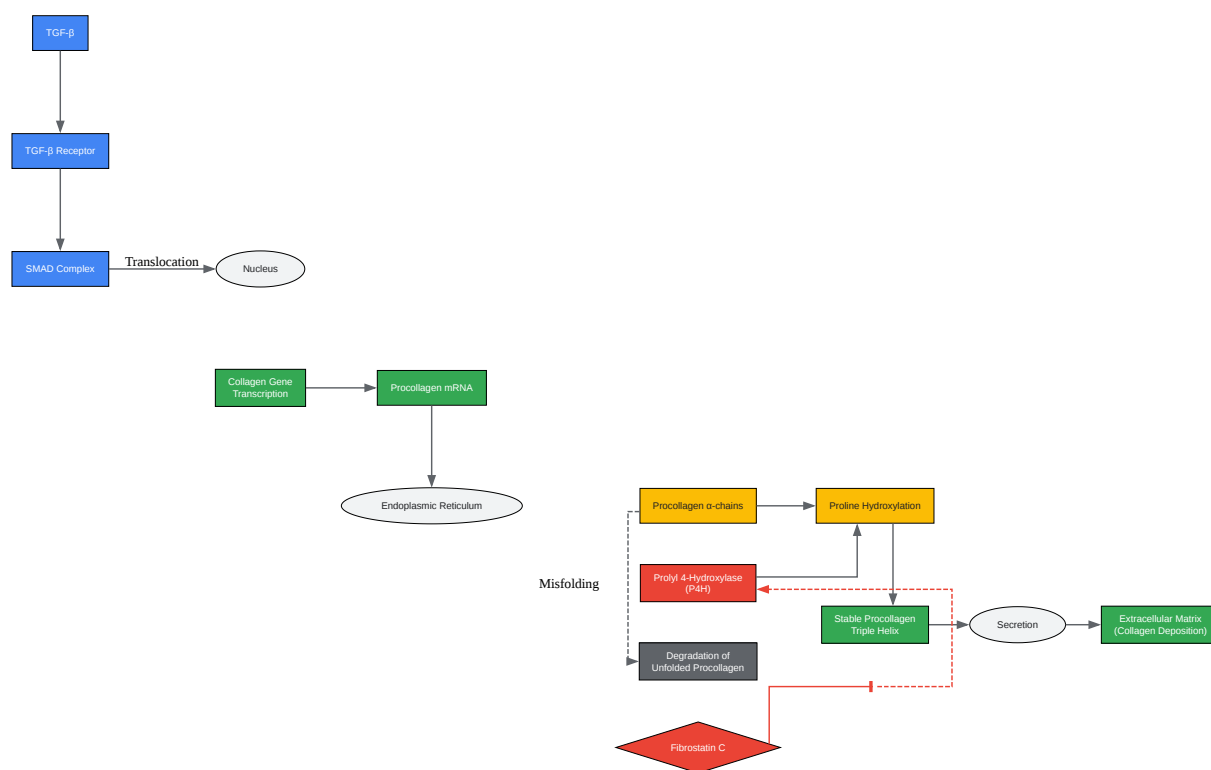 TGF-β
TGF-β Receptor
SMAD Complex
Translocation
Nucleus
Collagen Gene
Transcription
Procollagen mRNA
Endoplasmic Reticulum
Procollagen α-chains
Proline Hydroxylation
Misfolding
Prolyl 4-Hydroxylase
(P4H)
Stable Procollagen
Triple Helix
Secretion
Extracellular Matrix
(Collagen Deposition)
Degradation of
Unfolded Procollagen
Fibrostatin C